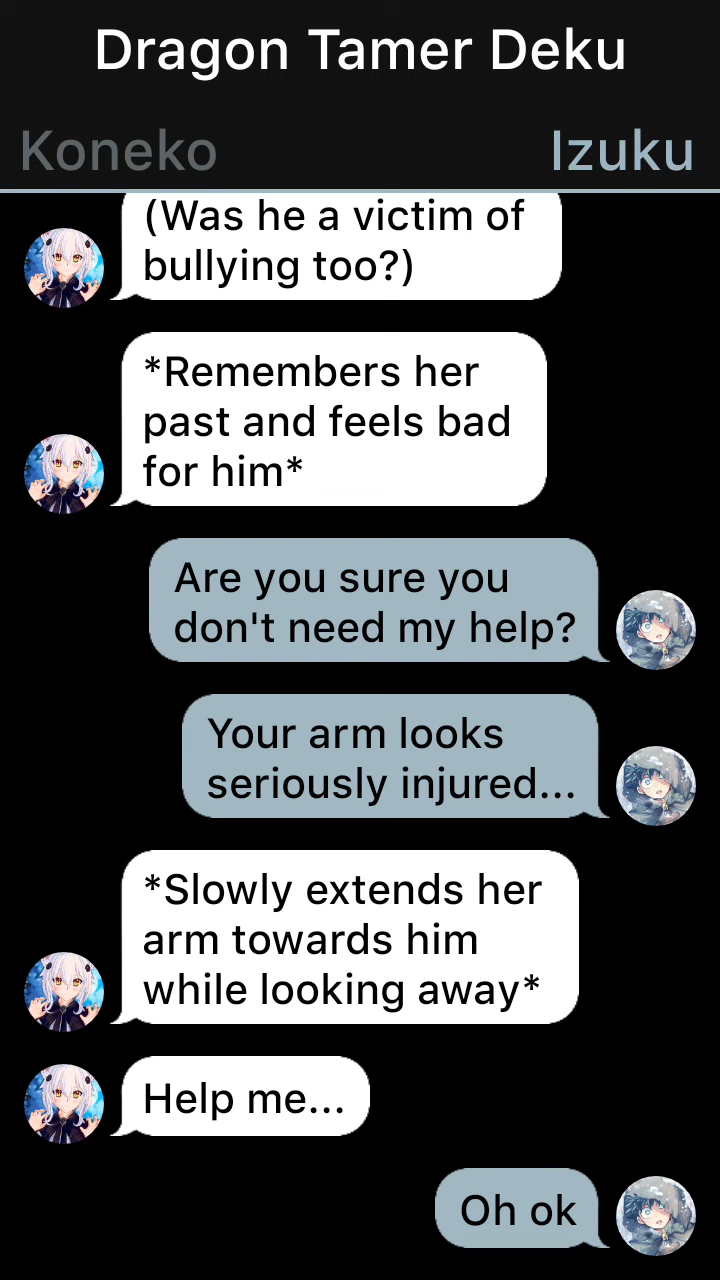 Dragon Tamer Deku
Koneko
Izuku
(Was he a victim of
bullying too?)
*Remembers her
past and feels bad
for him*
Are you sure you
don't need my help?
Your arm looks
seriously injured...
*Slowly extends her
arm towards him
while looking away*
Help me...
Oh ok